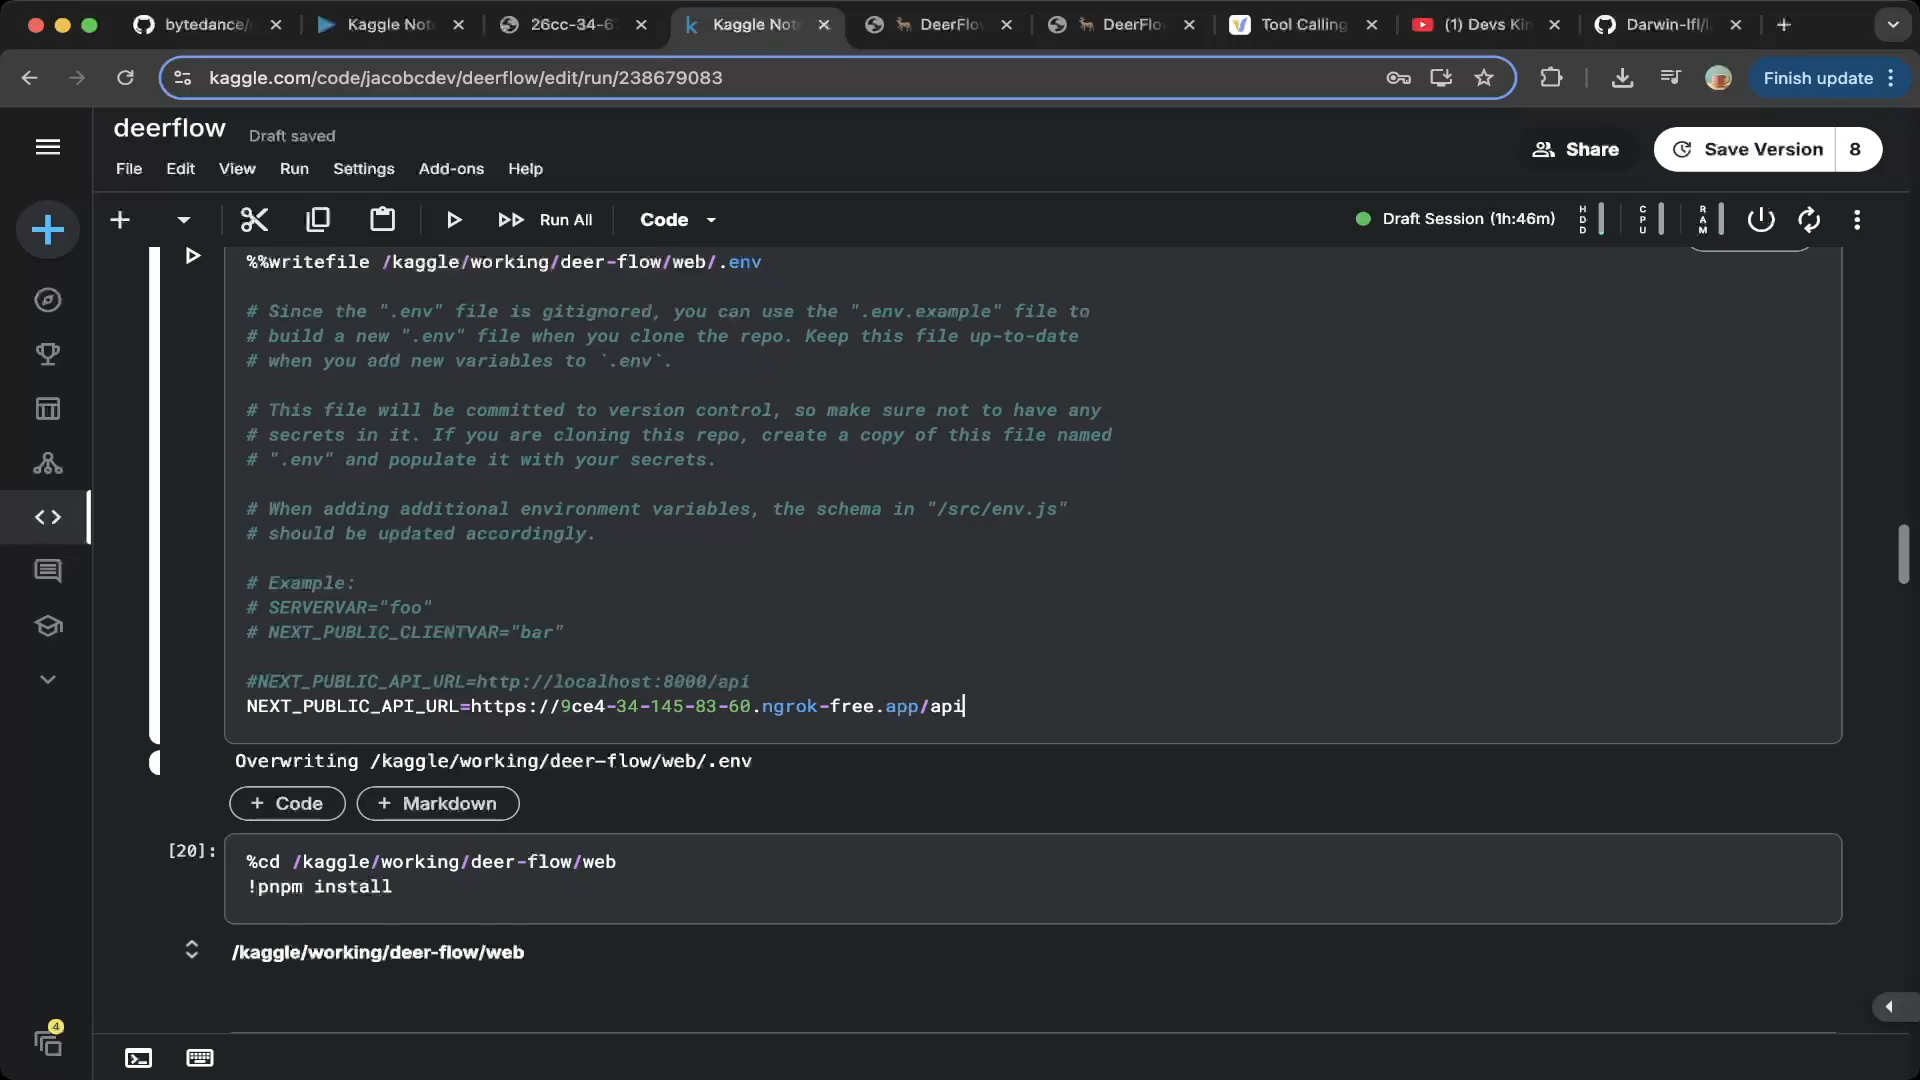 bytedance/
Kaggle Not
26cc-34-6
Kaggle Not
DeerFlo
DeerFlo
Tool Calling
(1) Devs Kin
Darwin-lfl/
kaggle.com/code/jacobcdev/deerflow/edit/run/238679083
Finish update
deerflow
Draft saved
File Edit View Run Settings Add-ons Help
Share
Save Version 8
Run All
Code
Draft Session (1h:46m)
HDD
CPU
RAM
%%writefile /kaggle/working/deer-flow/web/.env
# Since the ".env" file is gitignored, you can use the ".env.example" file to
# build a new ".env" file when you clone the repo. Keep this file up-to-date
# when you add new variables to `.env`.
# This file will be committed to version control, so make sure not to have any
# secrets in it. If you are cloning this repo, create a copy of this file named
# ".env" and populate it with your secrets.
# When adding additional environment variables, the schema in "/src/env.js"
# should be updated accordingly.
# Example:
# SERVERVAR="foo"
# NEXT_PUBLIC_CLIENTVAR="bar"
#NEXT_PUBLIC_API_URL=http://localhost:8000/api
NEXT_PUBLIC_API_URL=https://9ce4-34-145-83-60.ngrok-free.app/api
Overwriting /kaggle/working/deer-flow/web/.env
+ Code
+ Markdown
[20]:
%cd /kaggle/working/deer-flow/web
!pnpm install
/kaggle/working/deer-flow/web
4